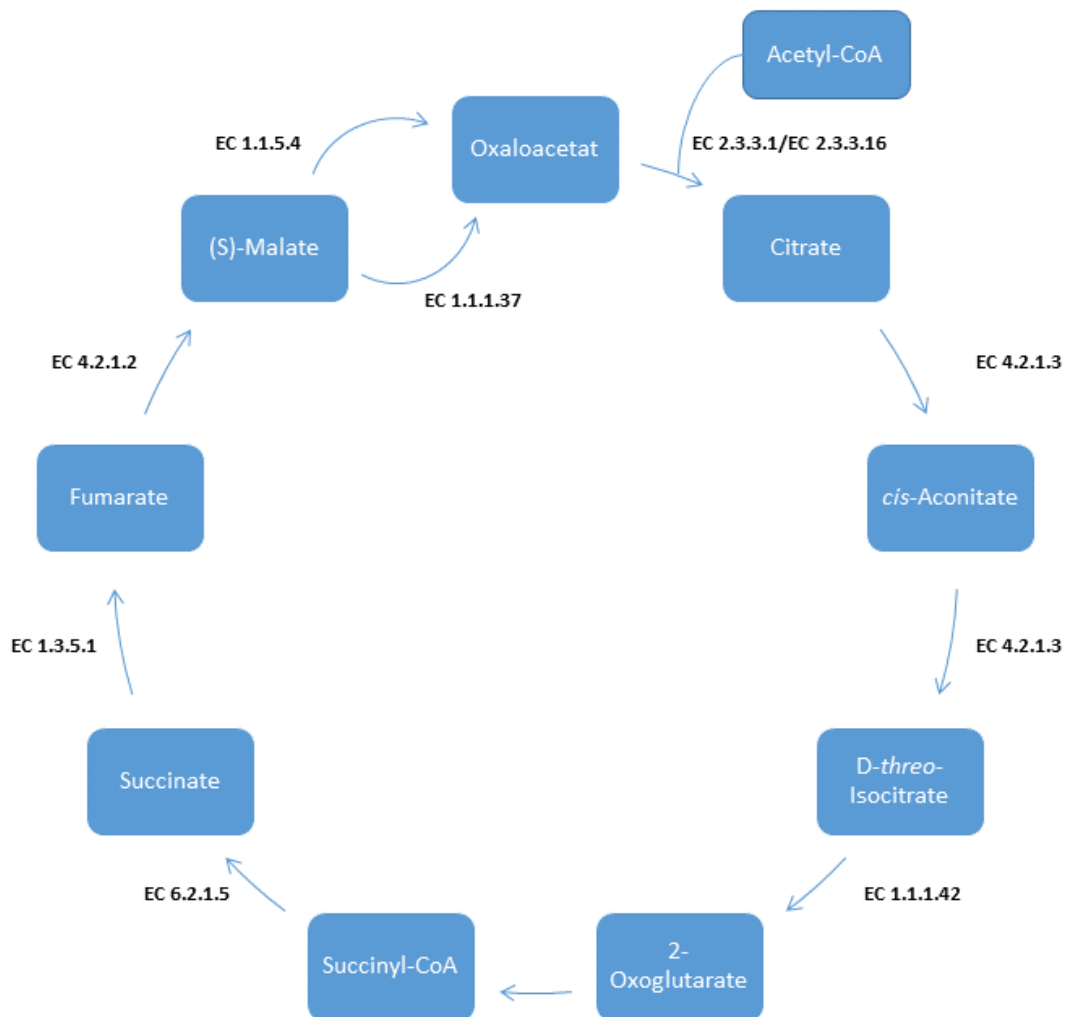 Acetyl-CoA
EC 1.1.5.4
Oxaloacetat
EC 2.3.3.1/EC 2.3.3.16
(S)-Malate
Citrate
EC 1.1.1.37
EC 4.2.1.2
EC 4.2.1.3
Fumarate
cis-Aconitate
EC 1.3.5.1
EC 4.2.1.3
Succinate
D-threo-
Isocitrate
EC 6.2.1.5
EC 1.1.1.42
Succinyl-CoA
2-
Oxoglutarate